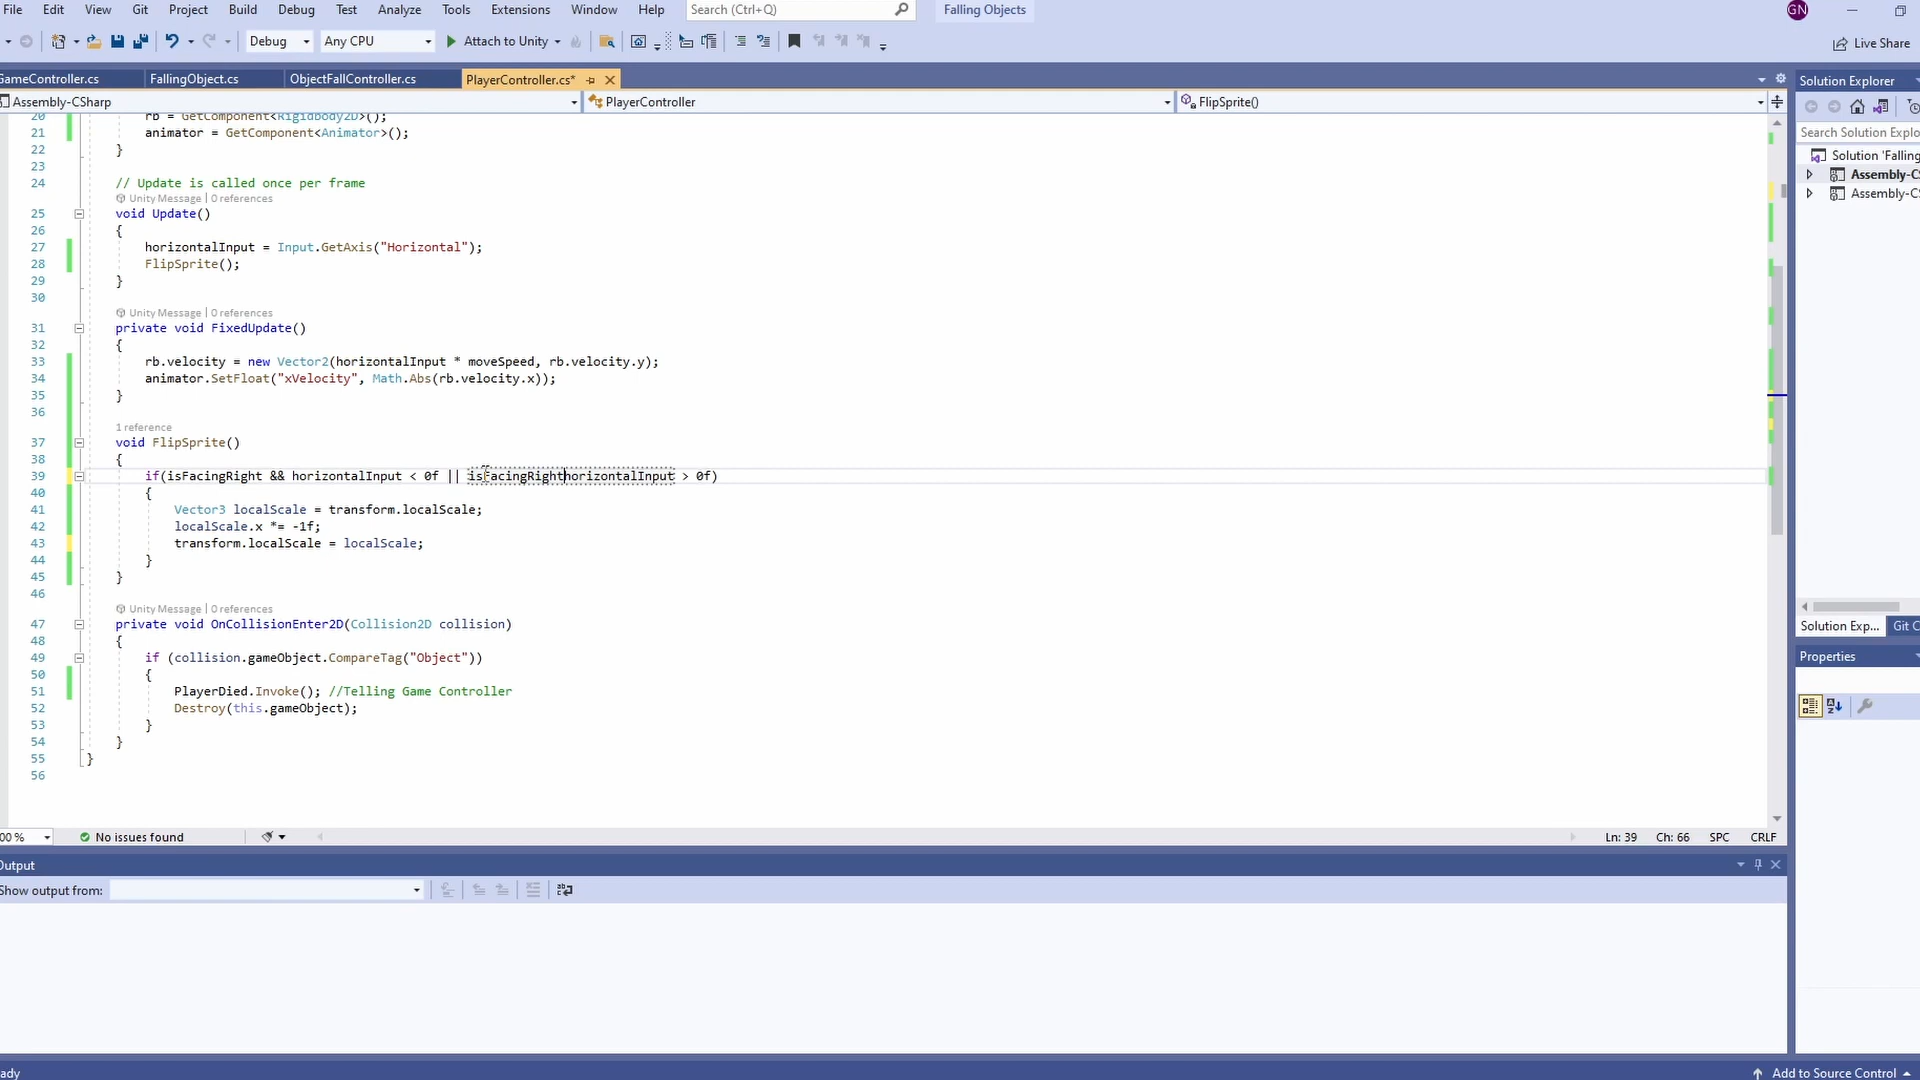 File Edit View Git Project Build Debug Test Analyze Tools Extensions Window Help Search (Ctrl+Q) Falling Objects GN
Debug Any CPU Attach to Unity Live Share
GameController.cs FallingObject.cs ObjectFallController.cs PlayerController.cs*
Assembly-CSharp PlayerController FlipSprite()
20 rb = GetComponent<Rigidbody2D>();
21 animator = GetComponent<Animator>();
22 }
23
24 // Update is called once per frame
Unity Message | 0 references
25 void Update()
26 {
27 horizontalInput = Input.GetAxis("Horizontal");
28 FlipSprite();
29 }
30
Unity Message | 0 references
31 private void FixedUpdate()
32 {
33 rb.velocity = new Vector2(horizontalInput * moveSpeed, rb.velocity.y);
34 animator.SetFloat("xVelocity", Math.Abs(rb.velocity.x));
35 }
36
1 reference
37 void FlipSprite()
38 {
39 if(isFacingRight && horizontalInput < 0f || isFacingRighthorizontalInput > 0f)
40 {
41 Vector3 localScale = transform.localScale;
42 localScale.x *= -1f;
43 transform.localScale = localScale;
44 }
45 }
46
Unity Message | 0 references
47 private void OnCollisionEnter2D(Collision2D collision)
48 {
49 if (collision.gameObject.CompareTag("Object"))
50 {
51 PlayerDied.Invoke(); //Telling Game Controller
52 Destroy(this.gameObject);
53 }
54 }
55 }
56
00 % No issues found Ln: 39 Ch: 66 SPC CRLF
Output
Show output from:
Solution Explorer
Search Solution Explo
Solution 'Falling
Assembly-CS
Assembly-CS
Solution Exp... Git C
Properties
ady Add to Source Control